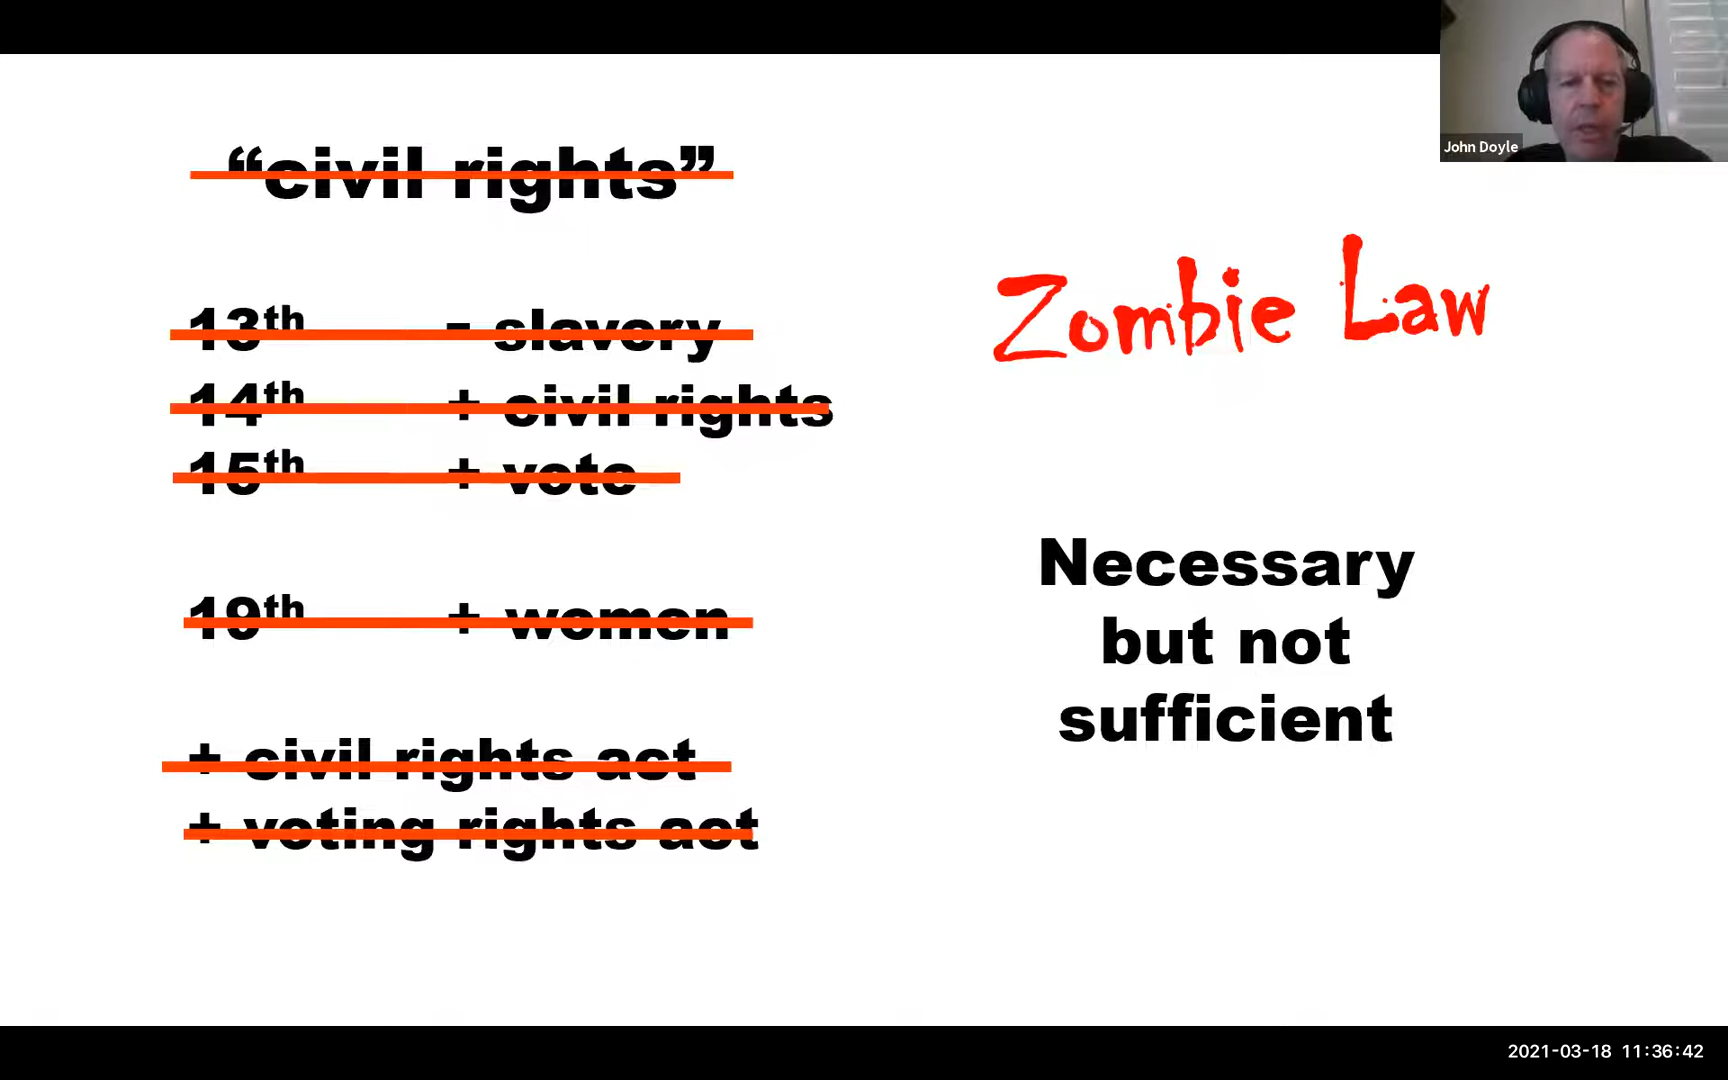 “civil rights”
13th - slavery
14th + civil rights
15th + vote
19th + women
+ civil rights act
+ voting rights act
Zombie Law
Necessary
but not
sufficient
John Doyle
2021-03-18 11:36:42